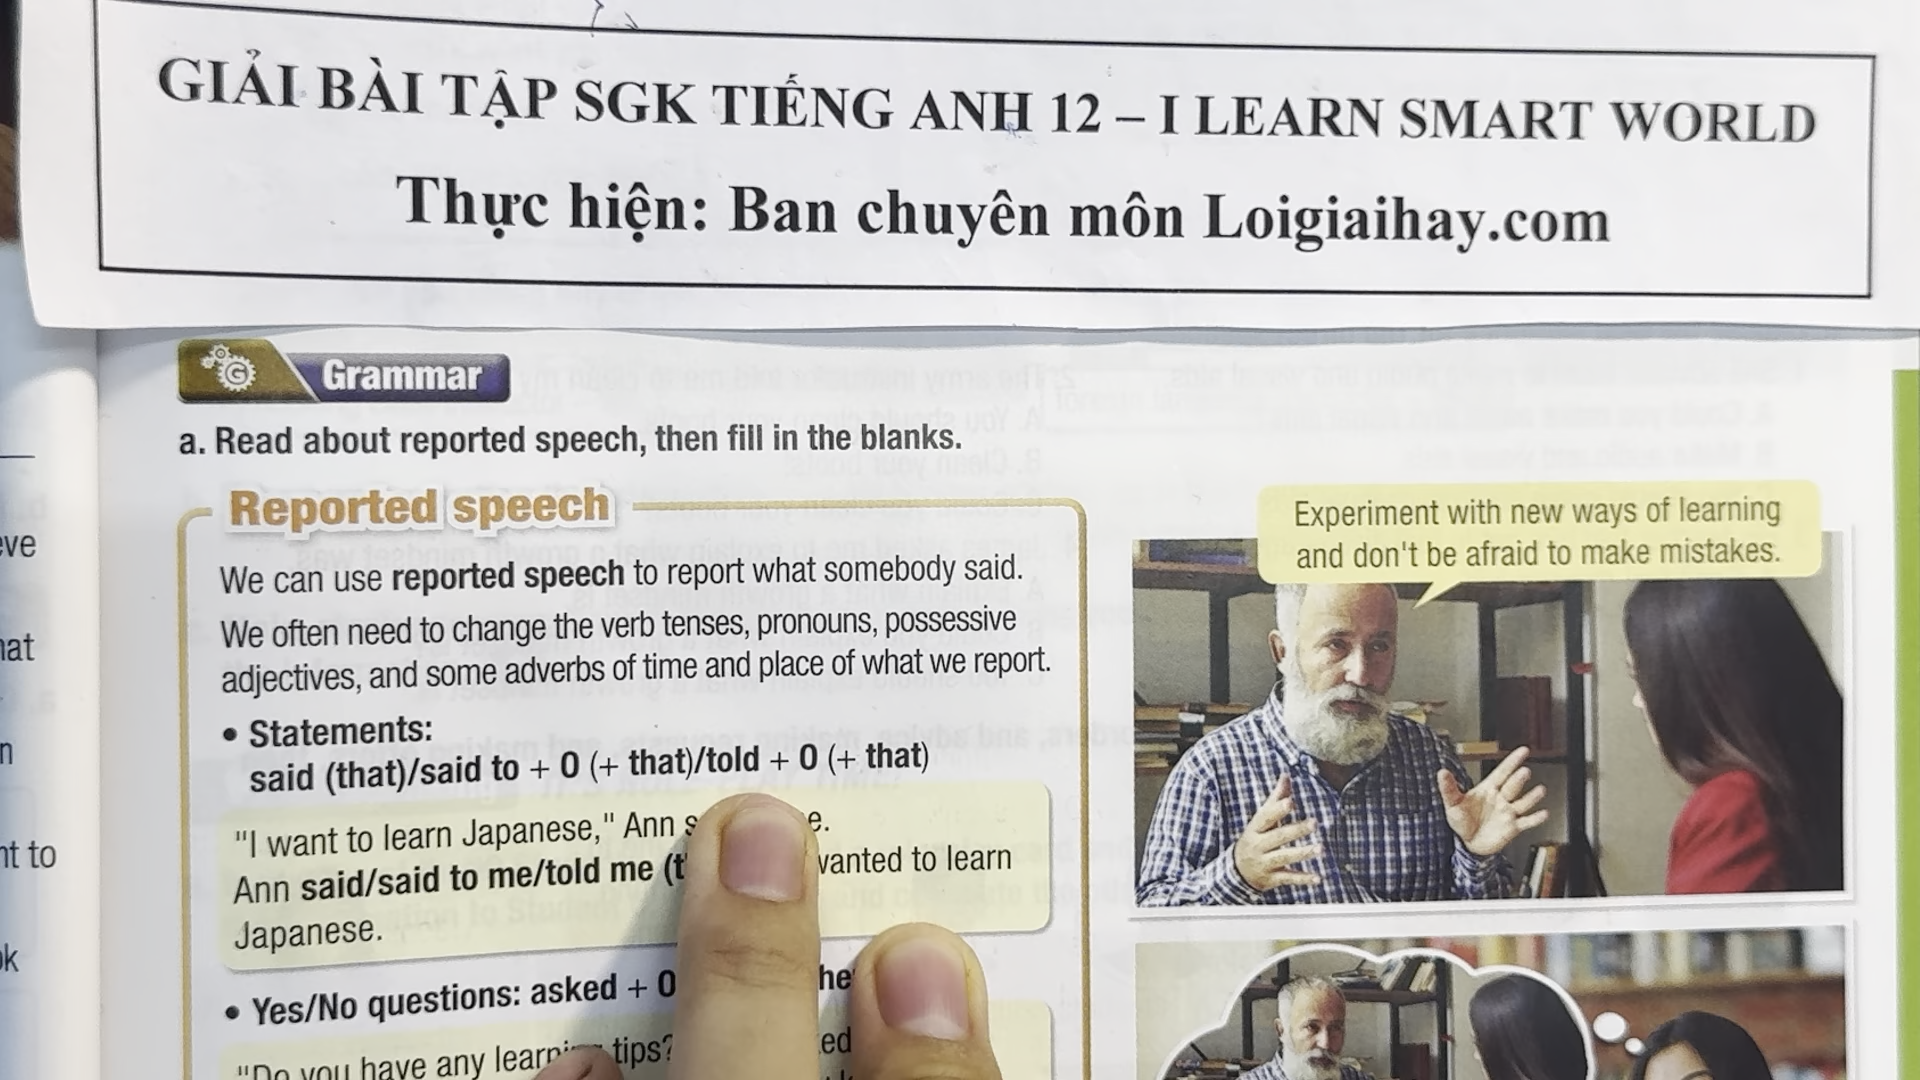 GIẢI BÀI TẬP SGK TIẾNG ANH 12 – I LEARN SMART WORLD
Thực hiện: Ban chuyên môn Loigiaihay.com
G Grammar
a. Read about reported speech, then fill in the blanks.
Reported speech
We can use reported speech to report what somebody said.
We often need to change the verb tenses, pronouns, possessive
adjectives, and some adverbs of time and place of what we report.
• Statements:
said (that)/said to + O (+ that)/told + O (+ that)
"I want to learn Japanese," Ann
Ann said/said to me/told me wanted to learn
Japanese.
• Yes/No questions: asked + O
"Do you have any learning tips?
Experiment with new ways of learning
and don't be afraid to make mistakes.